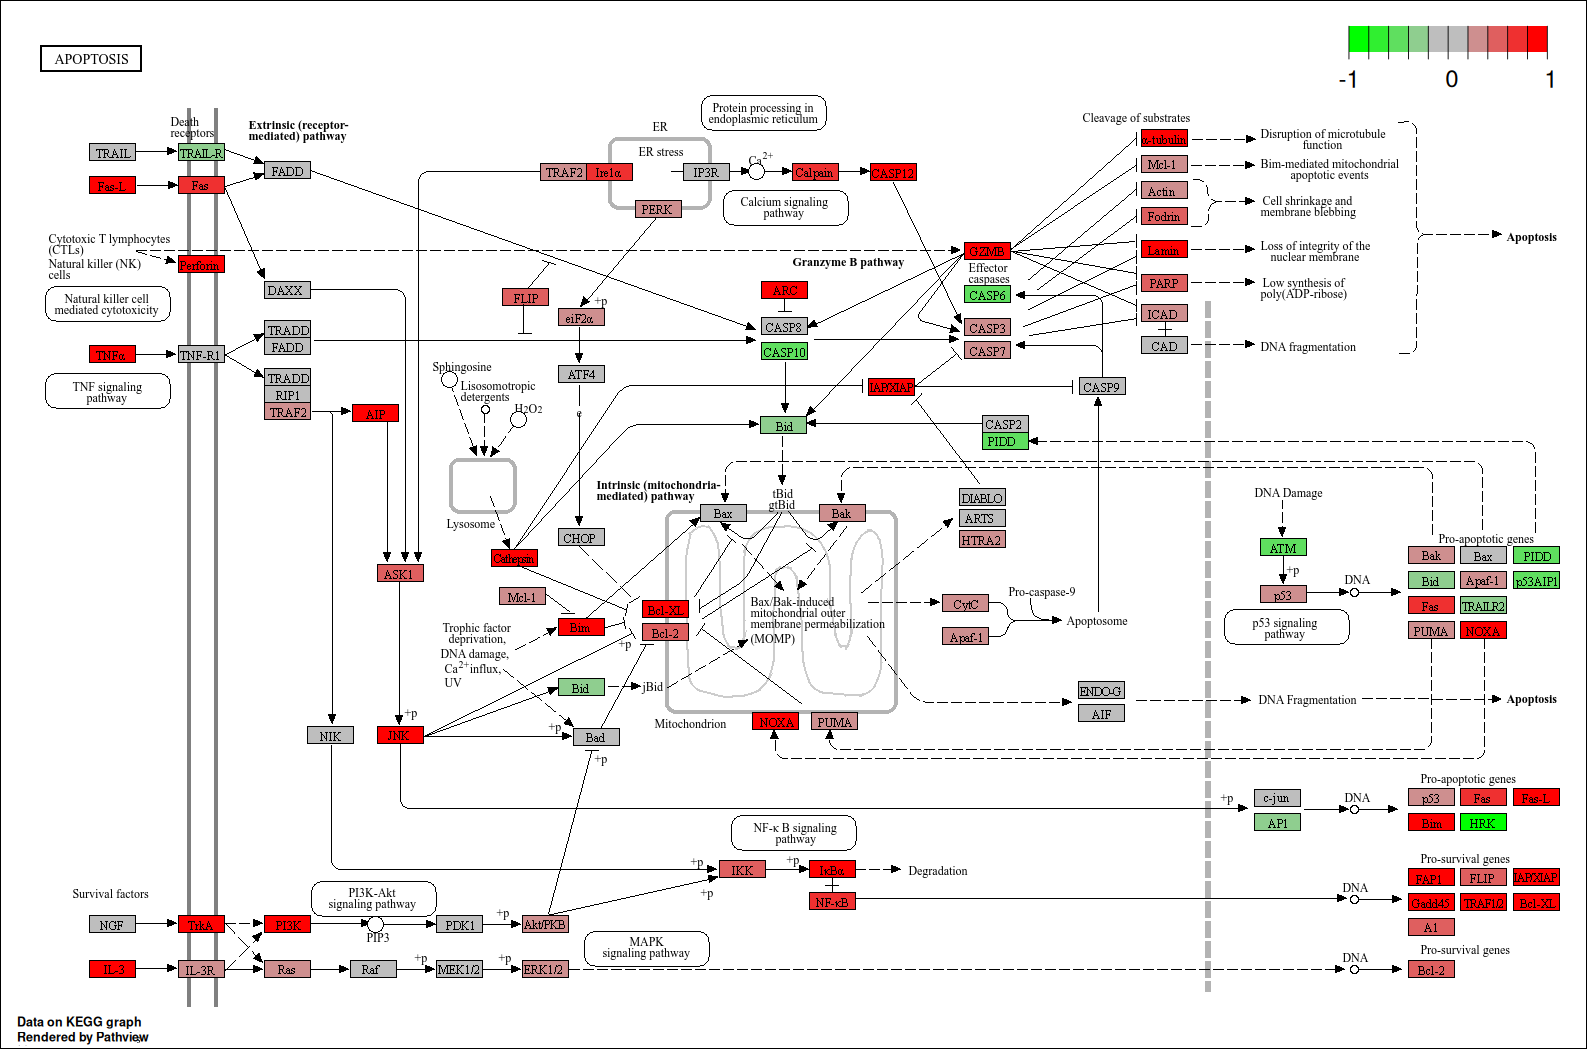 APOPTOSIS
-1
0
1
Death
receptors
Extrinsic (receptor-
mediated) pathway
TRAIL
TRAIL-R
Fas-L
Fas
FADD
Cytotoxic T lymphocytes
(CTLs)
Natural killer (NK)
cells
Perforin
Natural killer cell
mediated cytotoxicity
DAXX
TRADD
FADD
TNFα
TNF-R1
TNF signaling
pathway
TRADD
RIP1
TRAF2
AIP
ER
ER stress
Protein processing in
endoplasmic reticulum
TRAF2
Ire1α
IP3R
Ca2+
Calpain
CASP12
PERK
Calcium signaling
pathway
Granzyme B pathway
FLIP
eiF2α
+p
ARC
CASP8
CASP10
ATF4
e
Sphingosine
Lisosomotropic
detergents
H2O2
Lysosome
Cathepsin
CHOP
Bid
GZMB
Effector
caspases
CASP6
CASP3
CASP7
IAP/XIAP
CASP9
CASP2
PIDD
Cleavage of substrates
α-tubulin
Mcl-1
Actin
Fodrin
Lamin
PARP
ICAD
CAD
Disruption of microtubule
function
Bim-mediated mitochondrial
apoptotic events
Cell shrinkage and
membrane blebbing
Loss of integrity of the
nuclear membrane
Low synthesis of
poly(ADP-ribose)
DNA fragmentation
Apoptosis
Intrinsic (mitochondria-
mediated) pathway
tBid
gtBid
Bax
Bak
DIABLO
ARTS
HTRA2
ASK1
Mcl-1
Bim
Bcl-XL
Bcl-2
+p
Bax/Bak-induced
mitochondrial outer
membrane permeabilization
(MOMP)
CytC
Apaf-1
Pro-caspase-9
Apoptosome
Trophic factor
deprivation,
DNA damage,
Ca2+influx,
UV
Bid
jBid
Mitochondrion
NOXA
PUMA
ENDO-G
AIF
DNA Fragmentation
Apoptosis
DNA Damage
ATM
+p
p53
DNA
p53 signaling
pathway
Pro-apoptotic genes
Bak
Bax
PIDD
Bid
Apaf-1
p53AIP1
Fas
TRAILR2
PUMA
NOXA
NIK
+p
JNK
+p
Bad
+p
+p
c-jun
AP1
DNA
Pro-apoptotic genes
p53
Fas
Fas-L
Bim
HRK
NF-κ B signaling
pathway
+p
IKK
+p
IκBα
Degradation
+p
NF-κB
DNA
Pro-survival genes
EAP1
FLIP
IAP/XIAP
Gadd45
TRAF1/2
Bcl-XL
A1
Survival factors
PI3K-Akt
signaling pathway
NGF
TrkA
PI3K
PIP3
PDK1
+p
Akt/PKB
MAPK
signaling pathway
IL-3
IL-3R
Ras
Raf
+p
MEK1/2
+p
ERK1/2
DNA
Pro-survival genes
Bcl-2
Data on KEGG graph
Rendered by Pathview